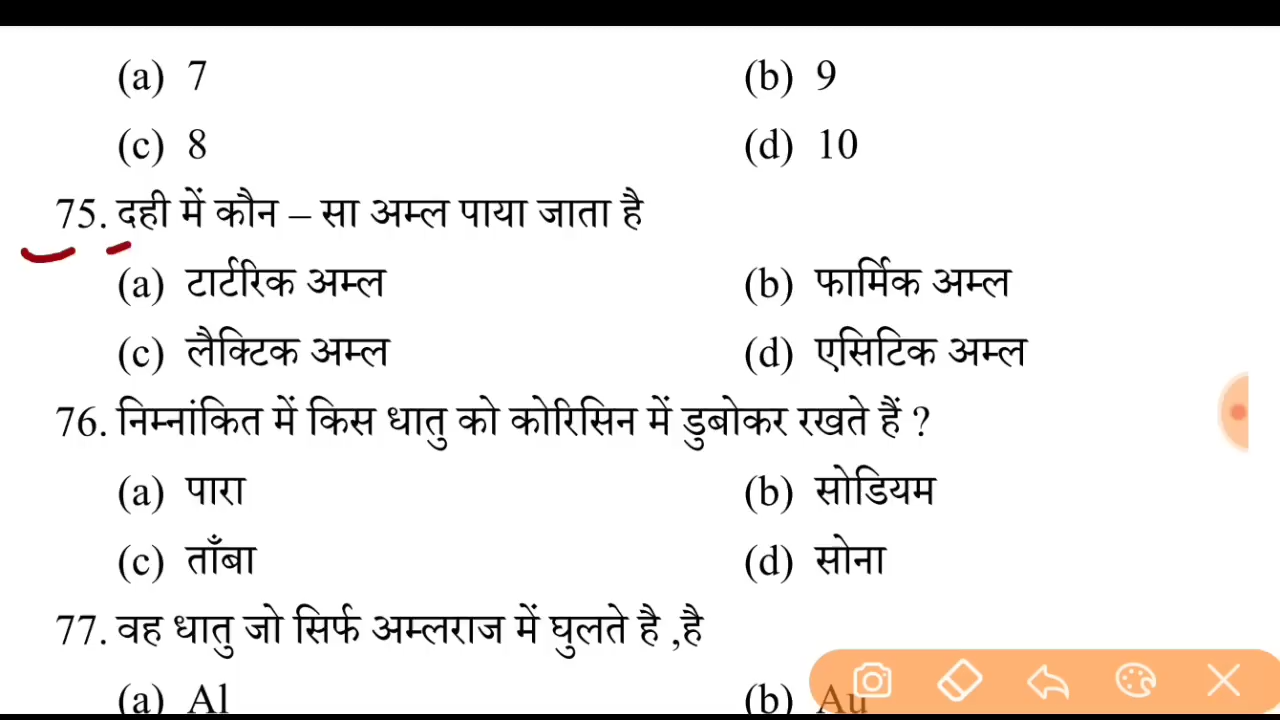 (a) 7 (b) 9
(c) 8 (d) 10
75. दही में कौन – सा अम्ल पाया जाता है
(a) टार्टरिक अम्ल (b) फार्मिक अम्ल
(c) लैक्टिक अम्ल (d) एसिटिक अम्ल
76. निम्नांकित में किस धातु को कोरिसिन में डुबोकर रखते हैं ?
(a) पारा (b) सोडियम
(c) ताँबा (d) सोना
77. वह धातु जो सिर्फ अम्लराज में घुलते है ,है
(a) Al (b) Au